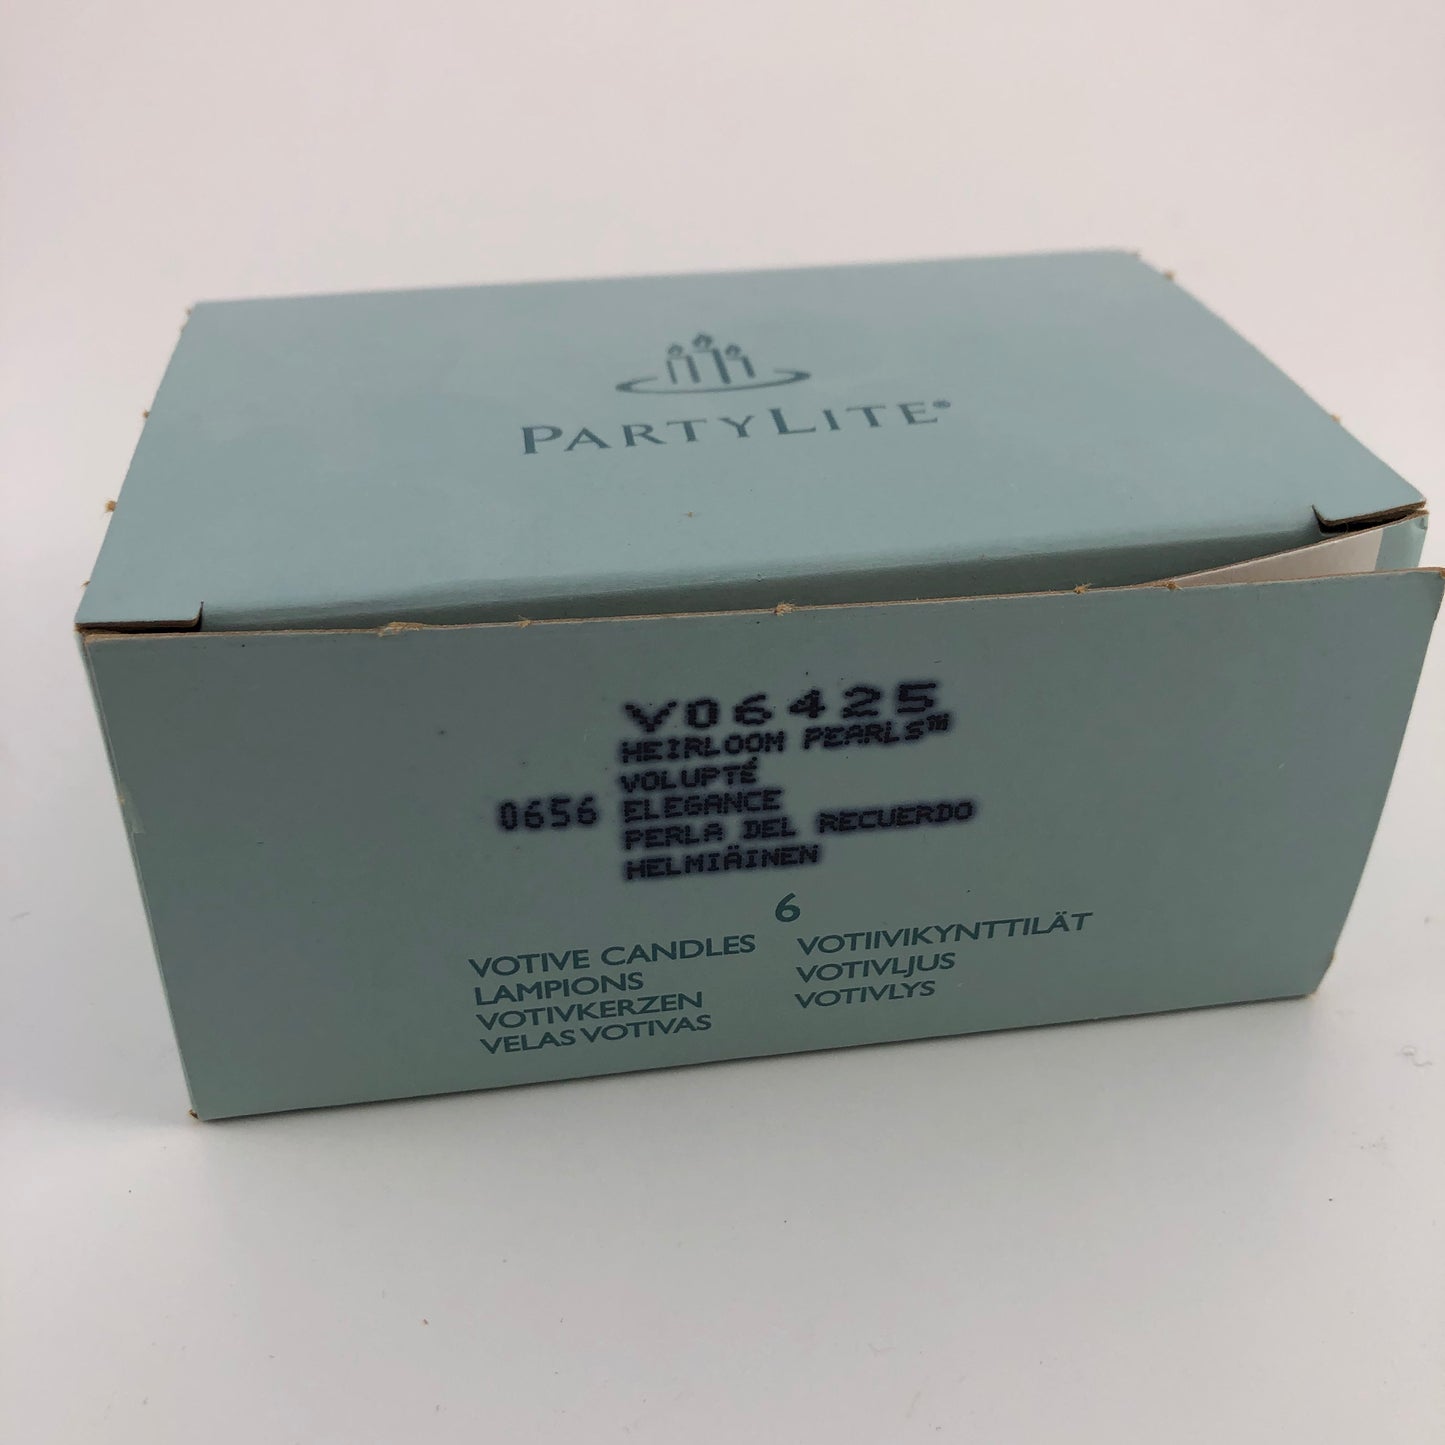 PARTYLITE®
V06425
HEIRLOOM PEARLS™
VOLUPTÉ
0656 ELEGANCE
PERLA DEL RECUERDO
HELMIÄINEN
6
VOTIVE CANDLES
LAMPIONS
VOTIVKERZEN
VELAS VOTIVAS
VOTIIVIKYNTTILÄT
VOTIVLJUS
VOTIVLYS